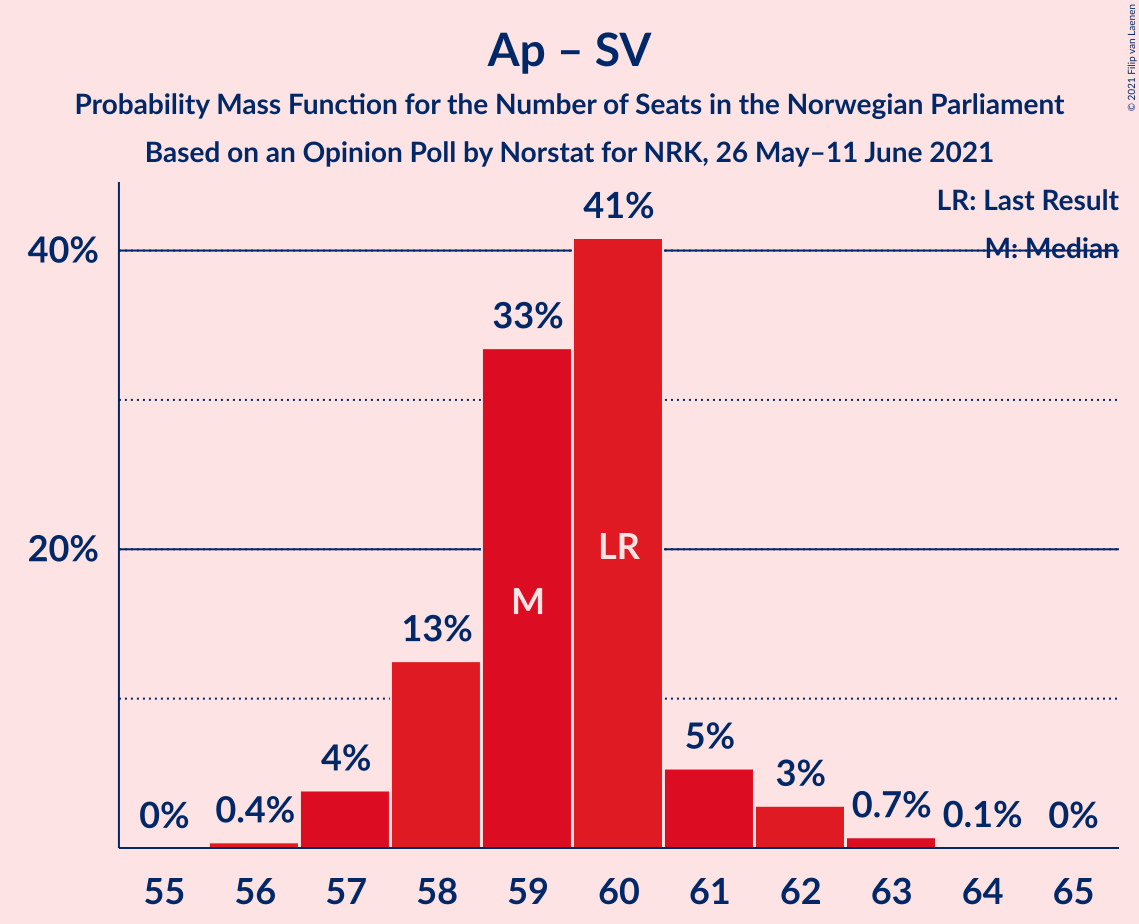 Ap – SV
Probability Mass Function for the Number of Seats in the Norwegian Parliament
Based on an Opinion Poll by Norstat for NRK, 26 May–11 June 2021
© 2021 Filip van Laenen
LR: Last Result
M: Median
40%
20%
0%
0.4%
4%
13%
33%
41%
5%
3%
0.7%
0.1%
0%
M
LR
55 56 57 58 59 60 61 62 63 64 65